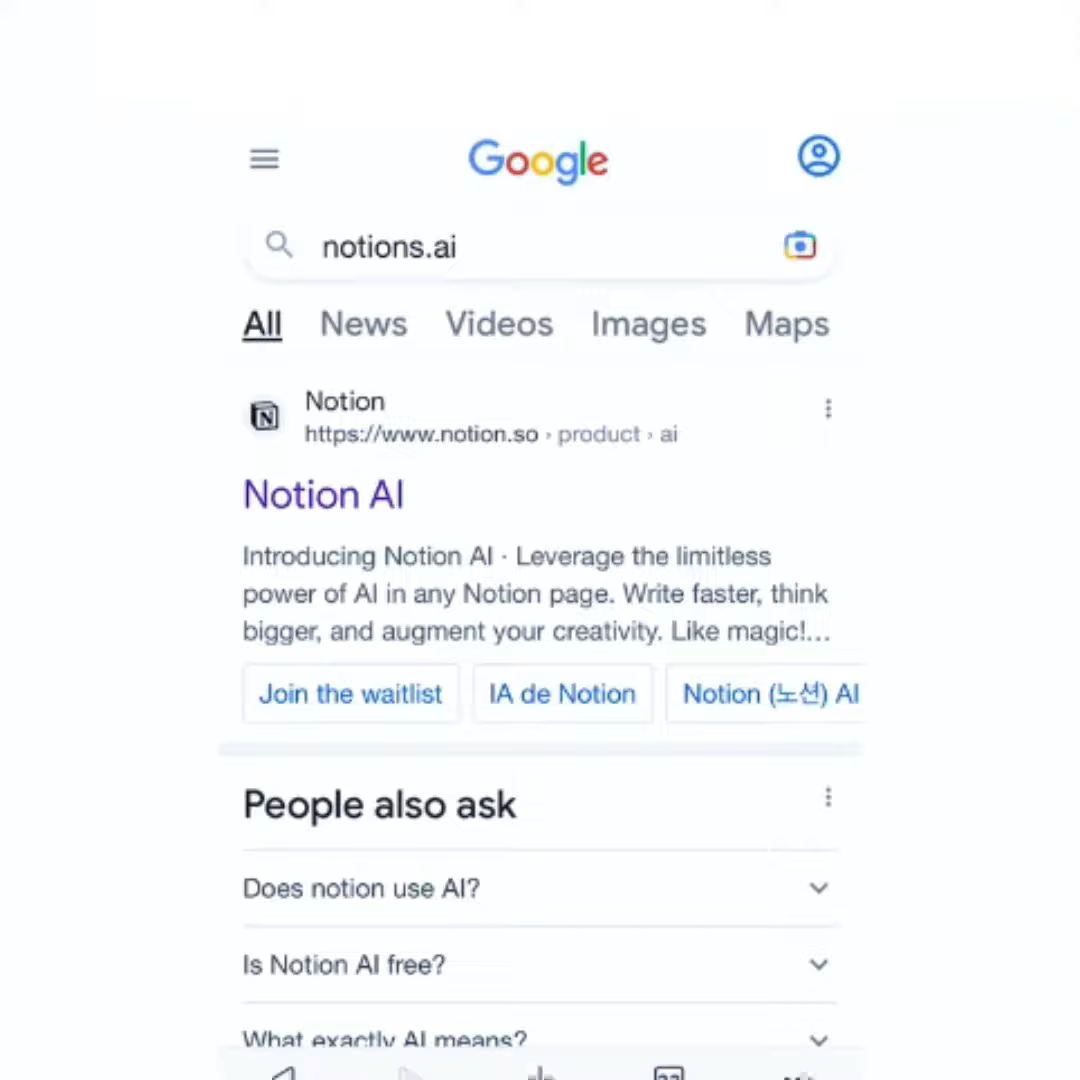 Google
notions.ai
All News Videos Images Maps
N
Notion
https://www.notion.so › product › ai
Notion AI
Introducing Notion AI · Leverage the limitless
power of AI in any Notion page. Write faster, think
bigger, and augment your creativity. Like magic!...
Join the waitlist IA de Notion Notion (노션) AI
People also ask
Does notion use AI?
Is Notion AI free?
What exactly AI means?